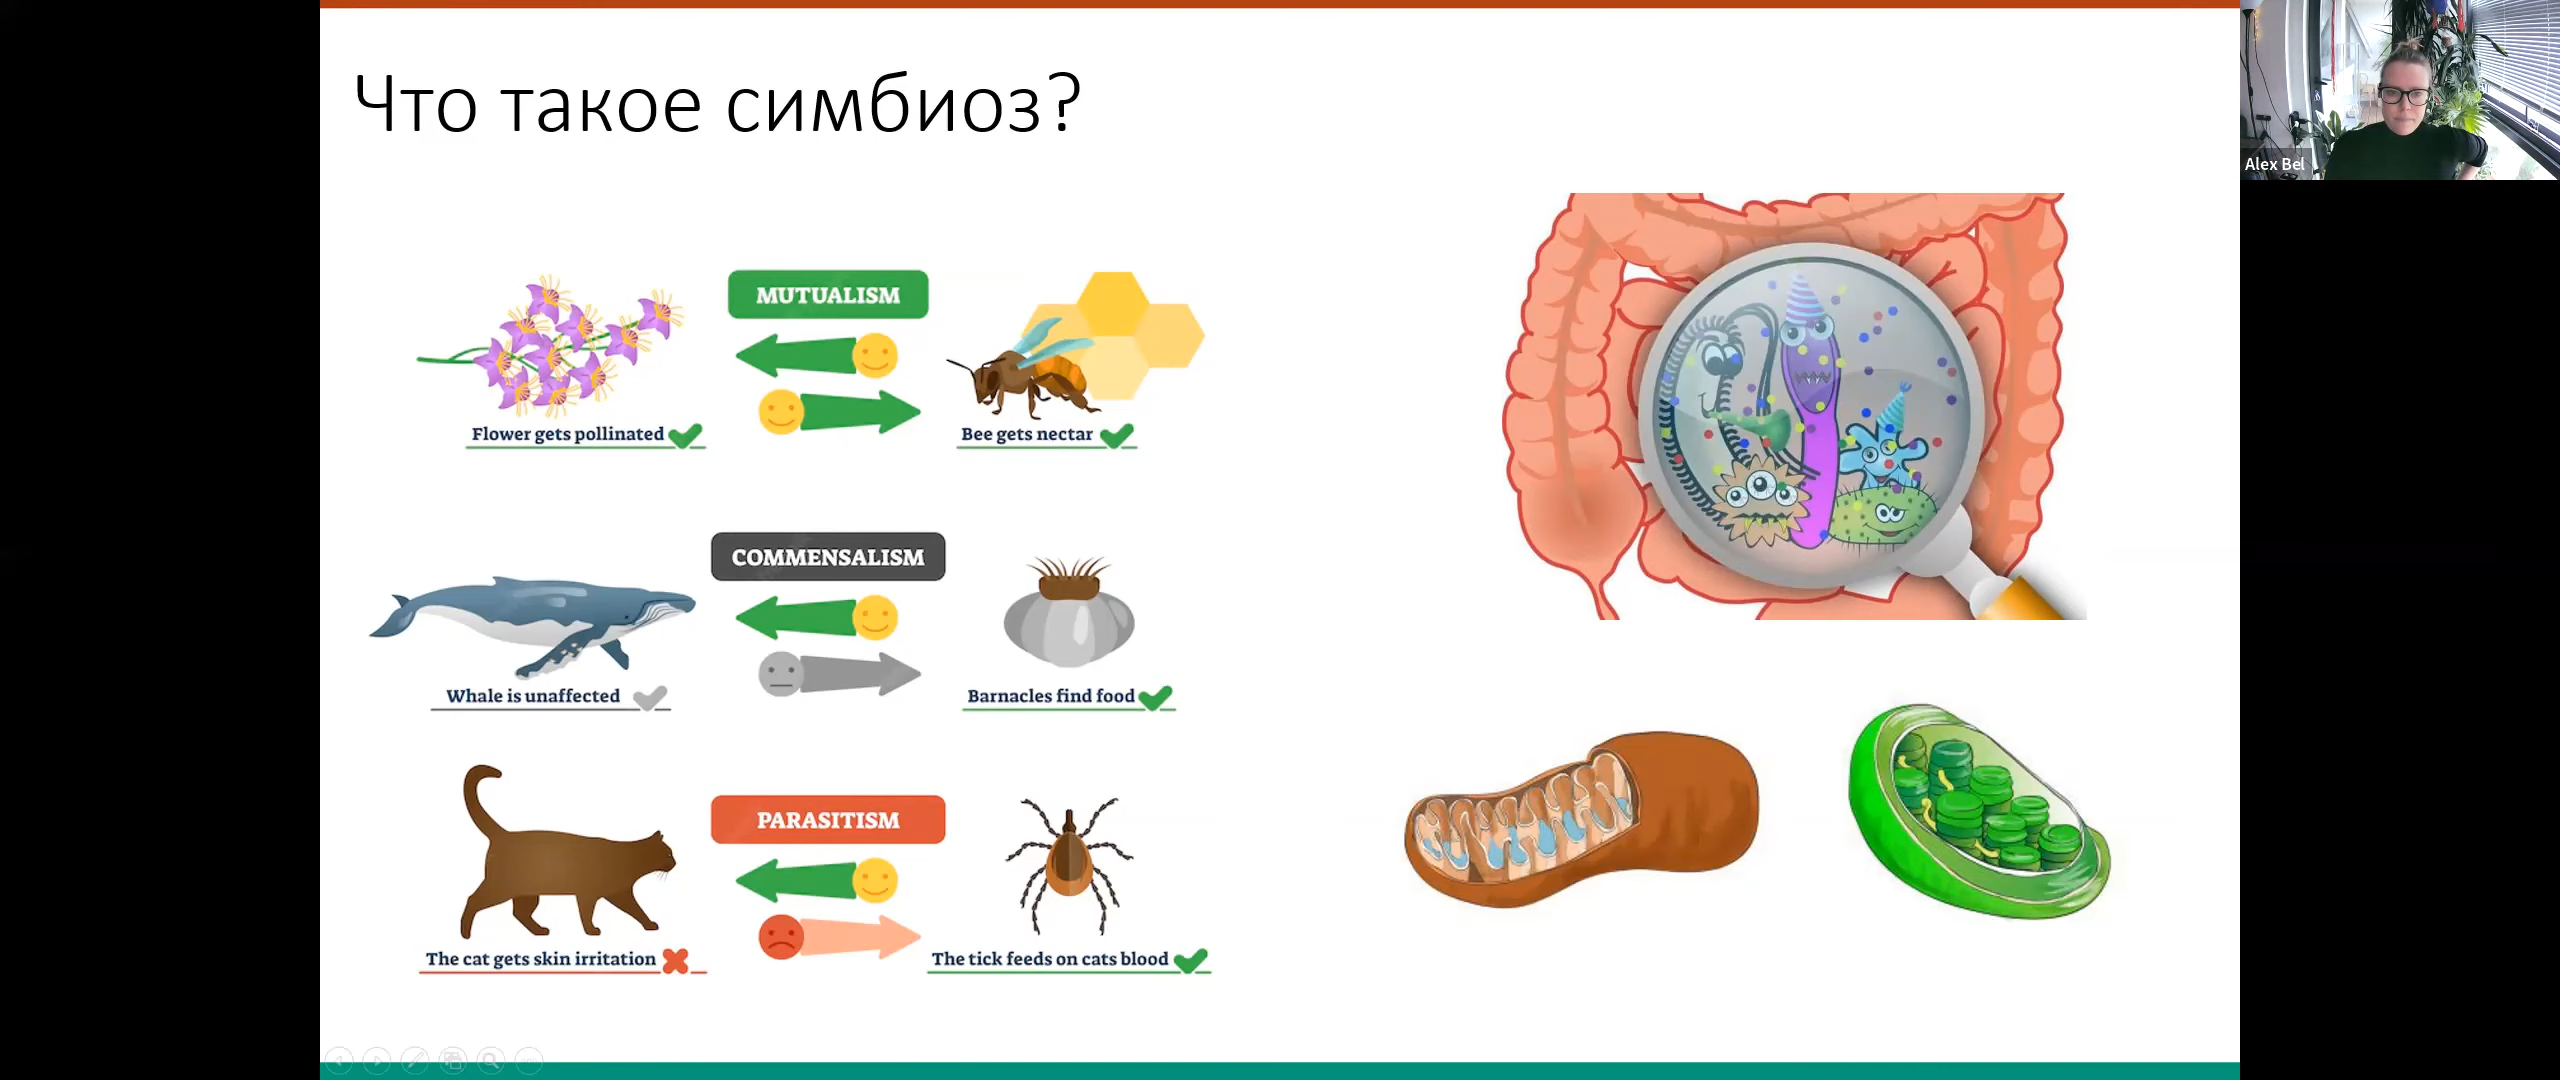 Что такое симбиоз?
MUTUALISM
Flower gets pollinated
Bee gets nectar
COMMENSALISM
Whale is unaffected
Barnacles find food
PARASITISM
The cat gets skin irritation
The tick feeds on cats blood
Alex Bel